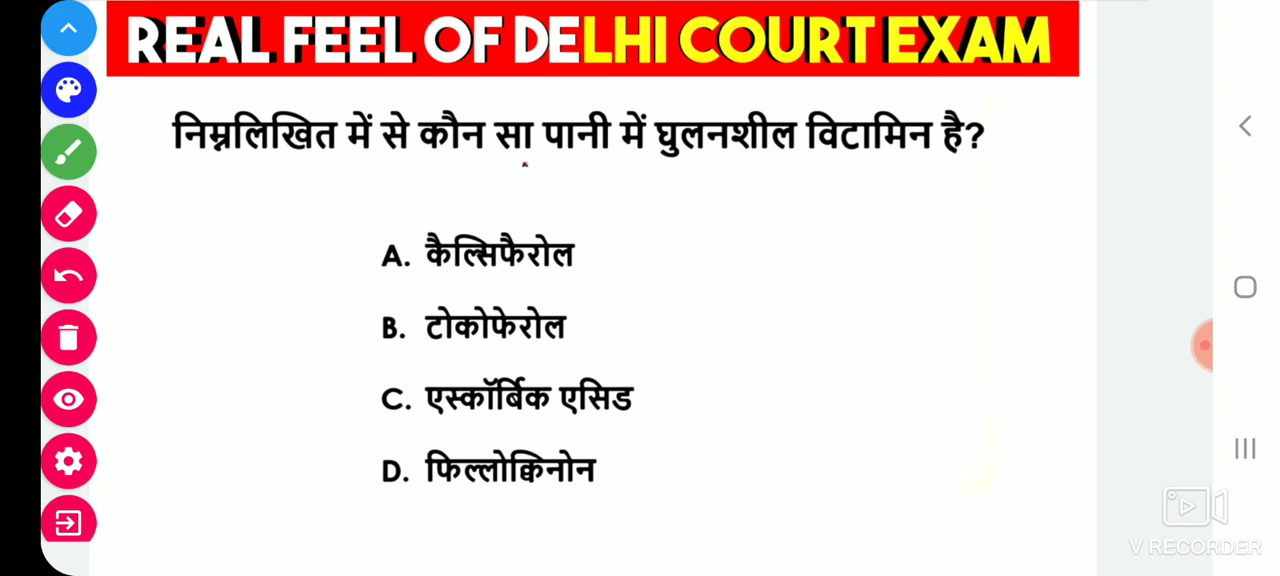 REAL FEEL OF DELHI COURT EXAM
निम्नलिखित में से कौन सा पानी में घुलनशील विटामिन है?
A. कैल्सिफैरोल
B. टोकोफेरोल
C. एस्कॉर्बिक एसिड
D. फिल्लोक्विनोन
V RECORDER